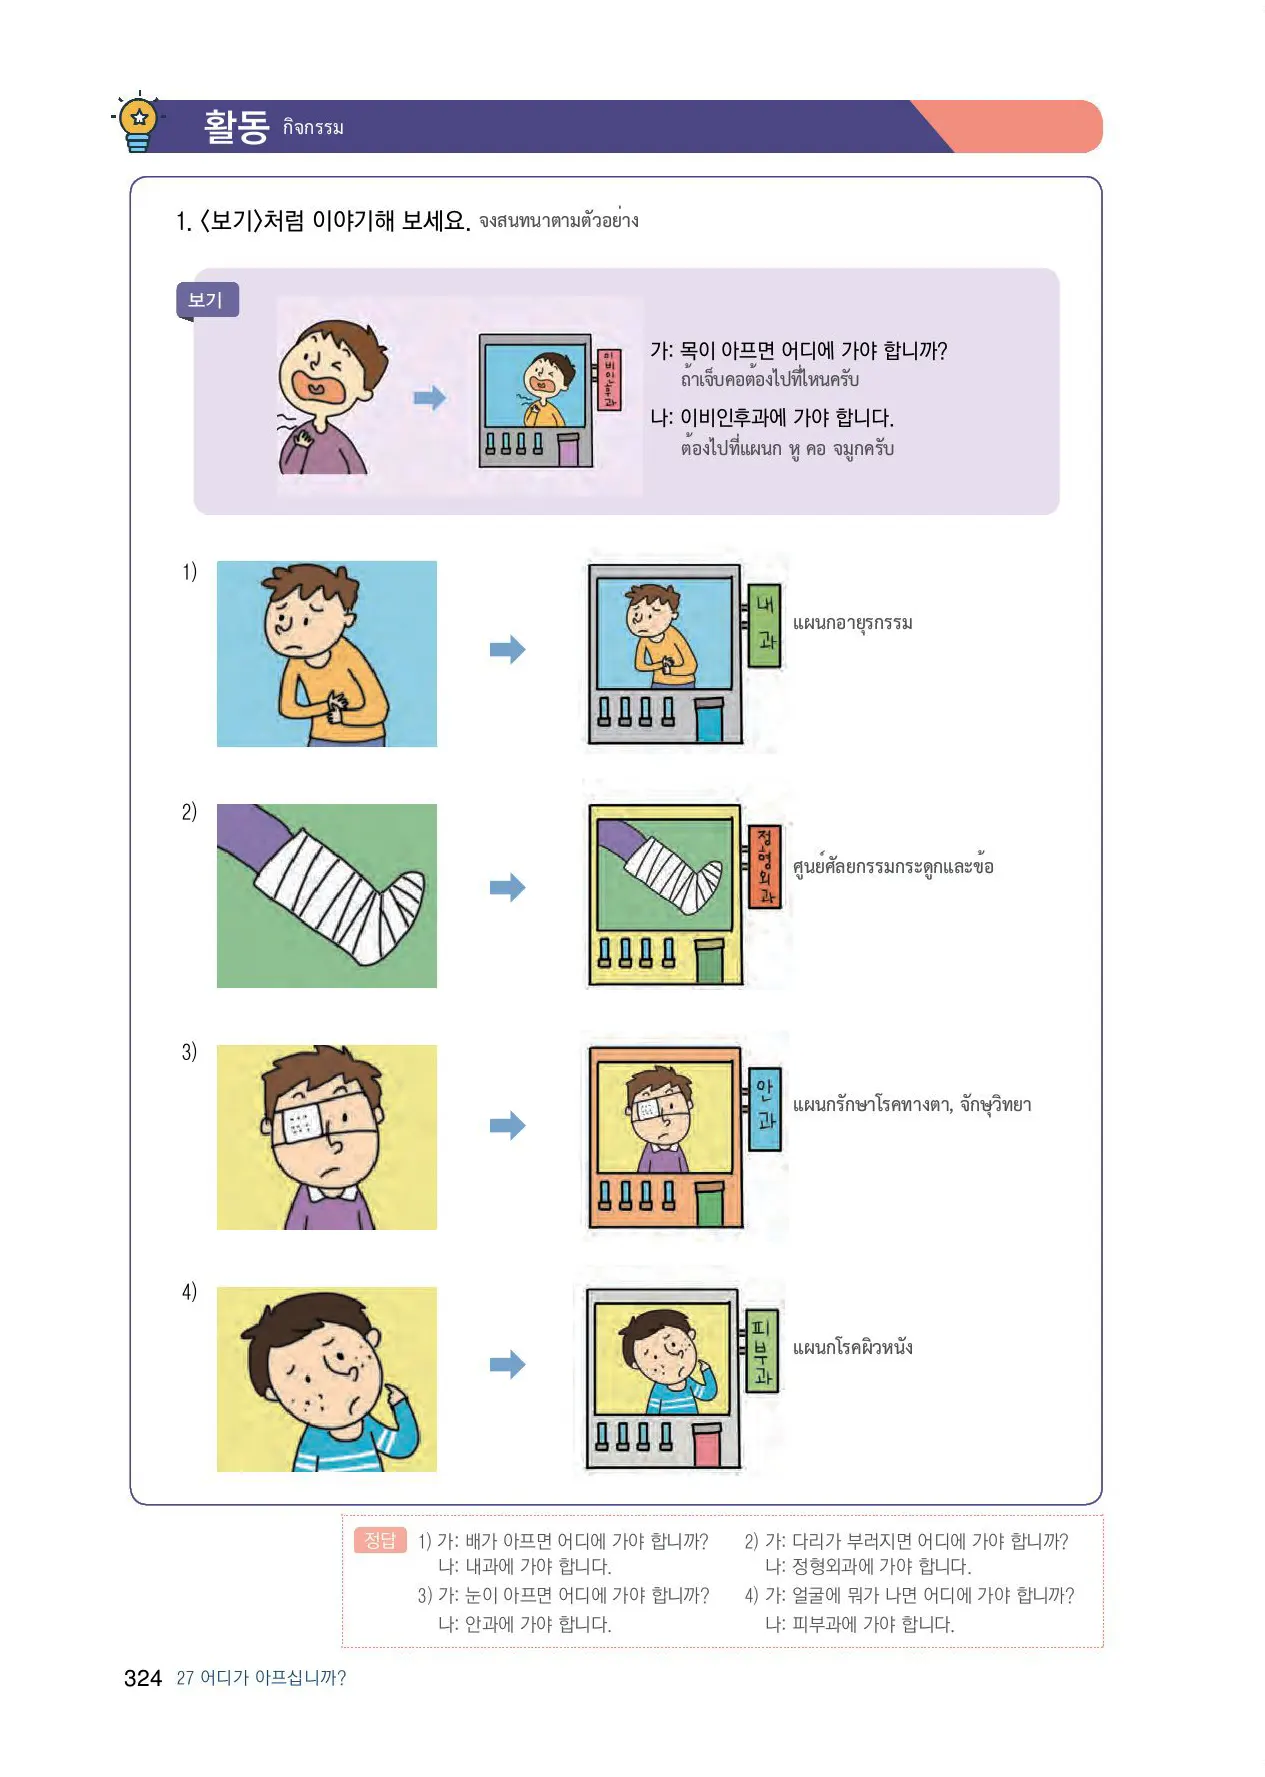 활동 กิจกรรม
1. 〈보기〉처럼 이야기해 보세요. จงสนทนาตามตัวอย่าง
보기
이비인후과
가: 목이 아프면 어디에 가야 합니까?
ถ้าเจ็บคอต้องไปที่ไหนครับ
나: 이비인후과에 가야 합니다.
ต้องไปที่แผนก หู คอ จมูกครับ
1)
내과
แผนกอายุรกรรม
2)
정형외과
ศูนย์ศัลยกรรมกระดูกและข้อ
3)
안과
แผนกรักษาโรคทางตา, จักษุวิทยา
4)
피부과
แผนกโรคผิวหนัง
정답
1) 가: 배가 아프면 어디에 가야 합니까?
나: 내과에 가야 합니다.
2) 가: 다리가 부러지면 어디에 가야 합니까?
나: 정형외과에 가야 합니다.
3) 가: 눈이 아프면 어디에 가야 합니까?
나: 안과에 가야 합니다.
4) 가: 얼굴에 뭐가 나면 어디에 가야 합니까?
나: 피부과에 가야 합니다.
324 27 어디가 아프십니까?